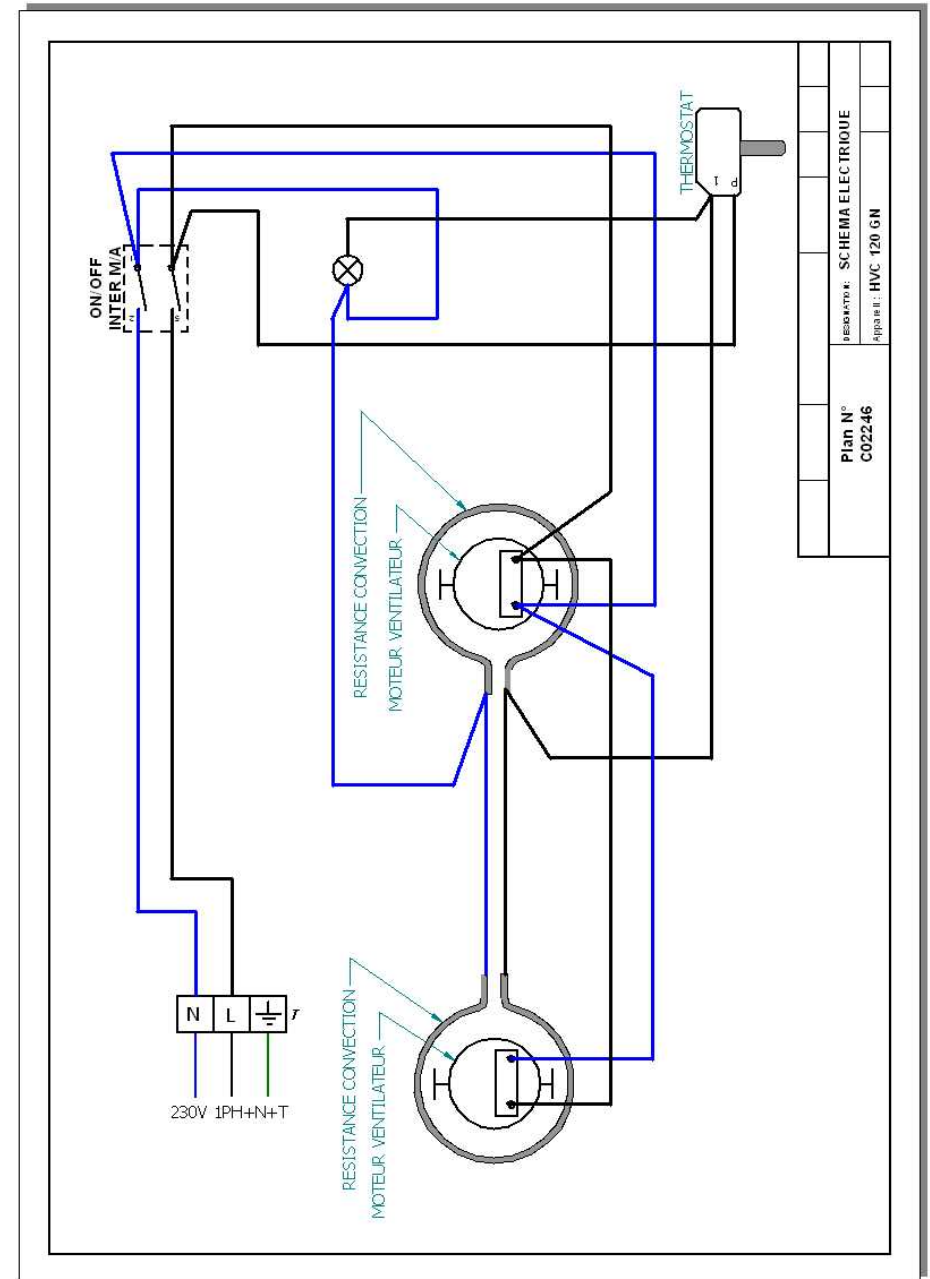 ON/OFF
INTER M/A
THERMOSTAT
1
P
RESISTANCE CONVECTION
MOTEUR VENTILATEUR
RESISTANCE CONVECTION
MOTEUR VENTILATEUR
N
L
230V 1PH+N+T
Plan N°
C02246
DESIGNATION: SCHEMA ELECTRIQUE
Appareil: HVC 120 GN